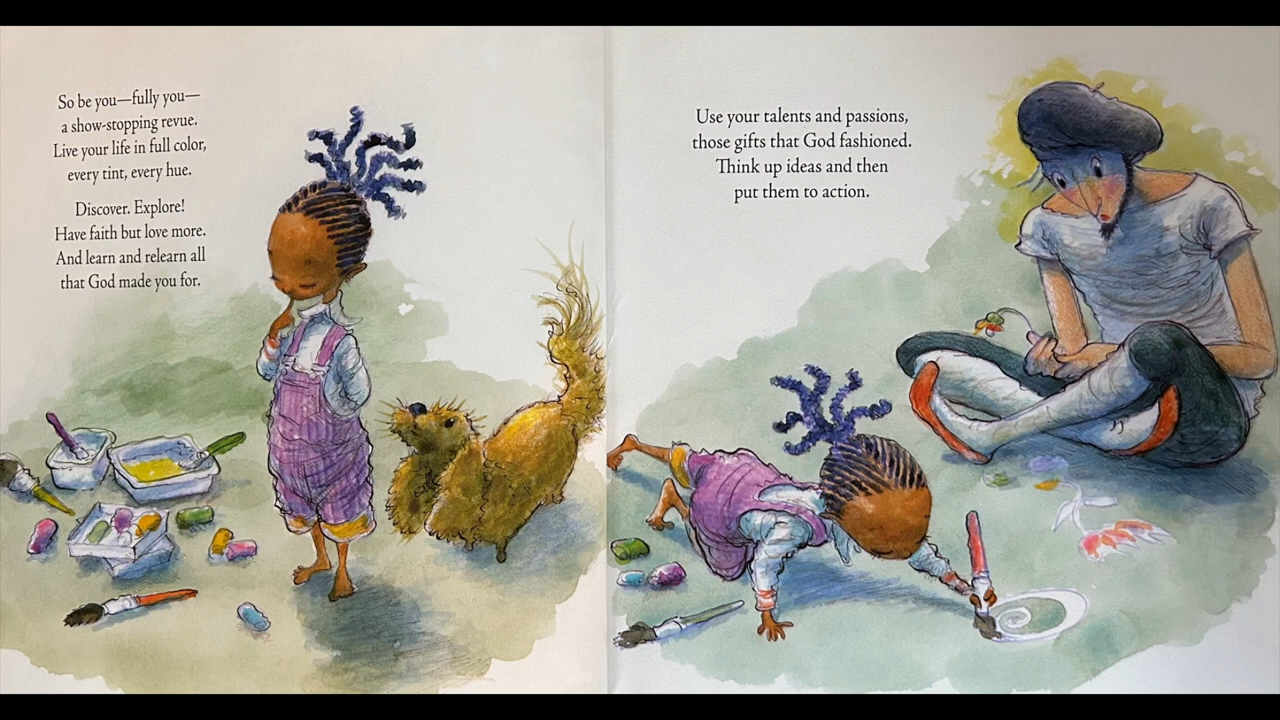 So be you—fully you—
a show-stopping revue.
Live your life in full color,
every tint, every hue.
Discover. Explore!
Have faith but love more.
And learn and relearn all
that God made you for.
Use your talents and passions,
those gifts that God fashioned.
Think up ideas and then
put them to action.